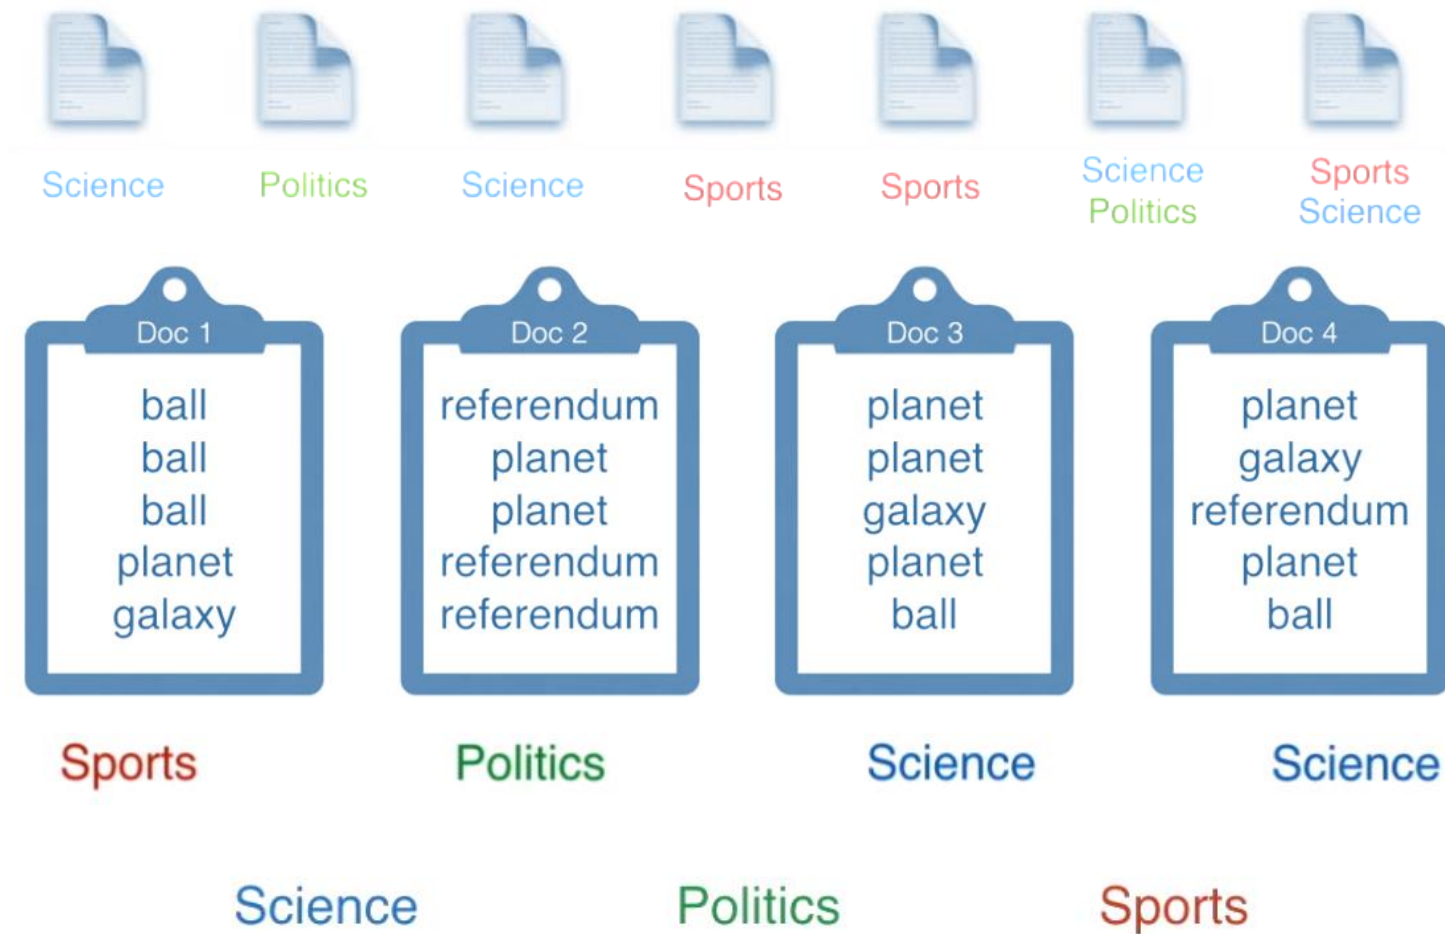 Science Politics Science Sports Sports Science Sports
Politics Science
Doc 1 Doc 2 Doc 3 Doc 4
ball referendum planet planet
ball planet planet galaxy
ball planet galaxy referendum
planet referendum planet planet
galaxy referendum ball ball
Sports Politics Science Science
Science Politics Sports